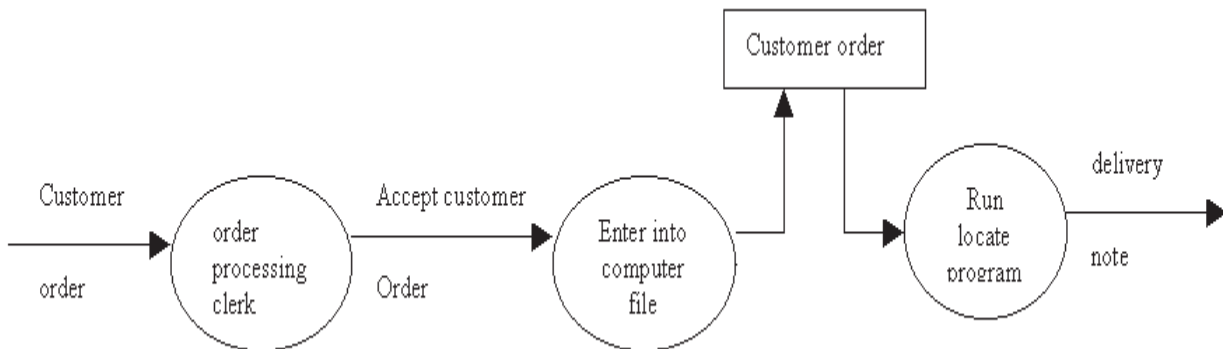 Customer order
Customer
order
order
processing
clerk
Accept customer
Order
Enter into
computer
file
Run
locate
program
delivery
note